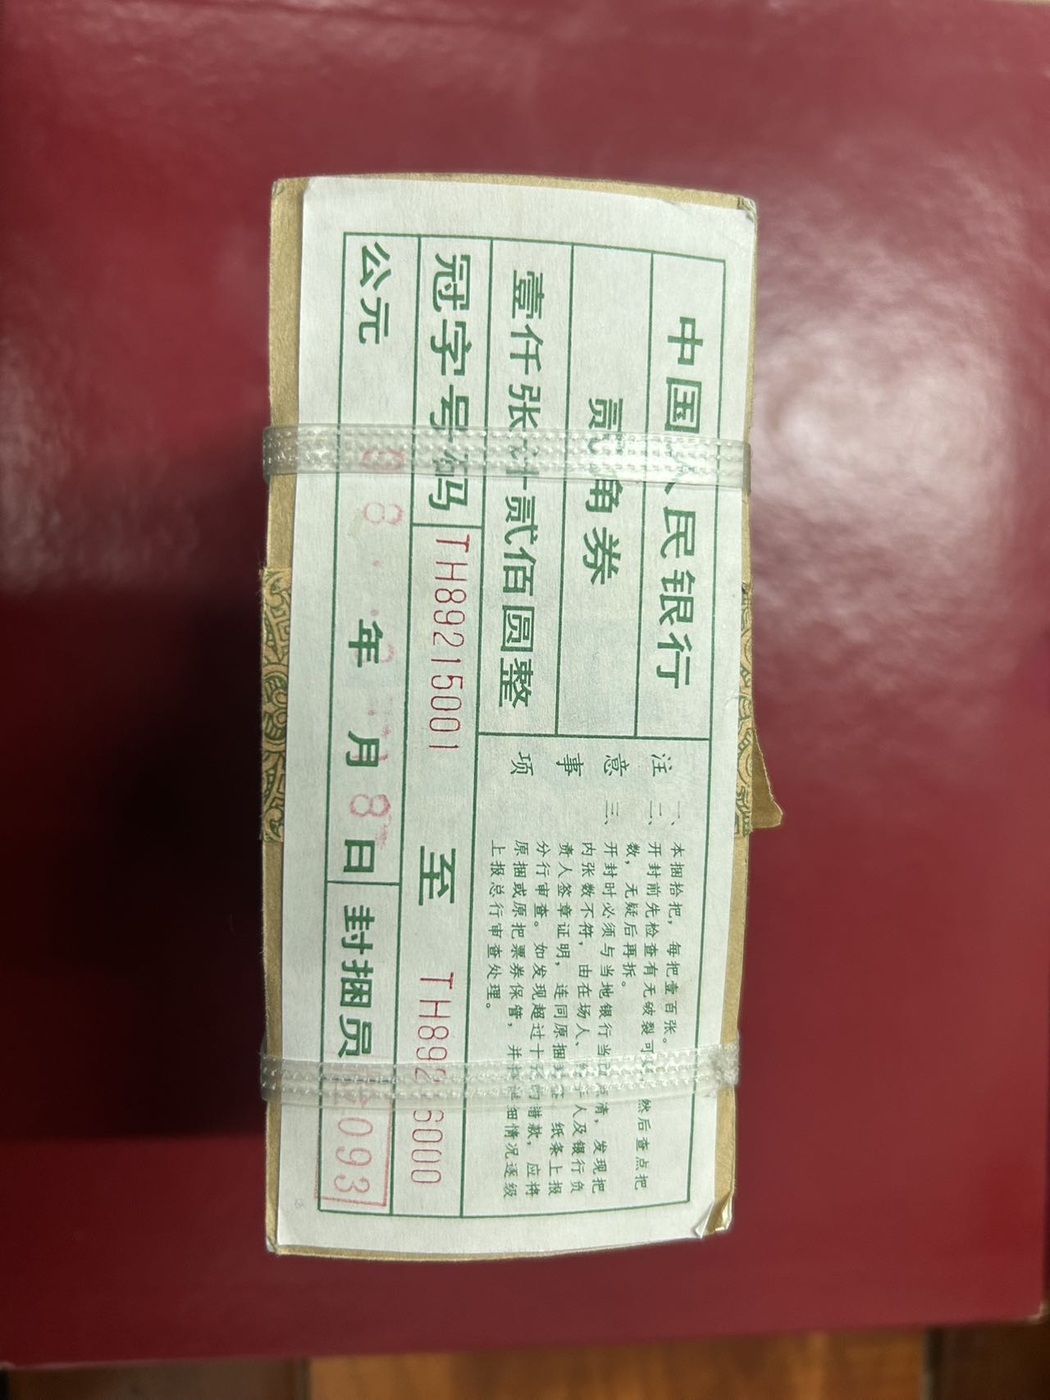 中国人民银行
贰角券
壹仟张计贰佰圆整
冠字号码 TH89215001 至 TH89216000
公元 98 年 月 8 日 封捆员 093
注意事项
一、本捆拾把，每把壹百张。
二、开封前先检查有无破裂可疑，然后查点把
数，无疑后再拆。
三、开封时必须与当地银行当面点清，发现把
内张数不符，由在场人、经手人及银行负
责人签章证明，连同原捆封签、纸条上报
分行审查。如发现超过十张的错款，应将
原捆或原把票券保管，并将详细情况逐级
上报总行审查处理。